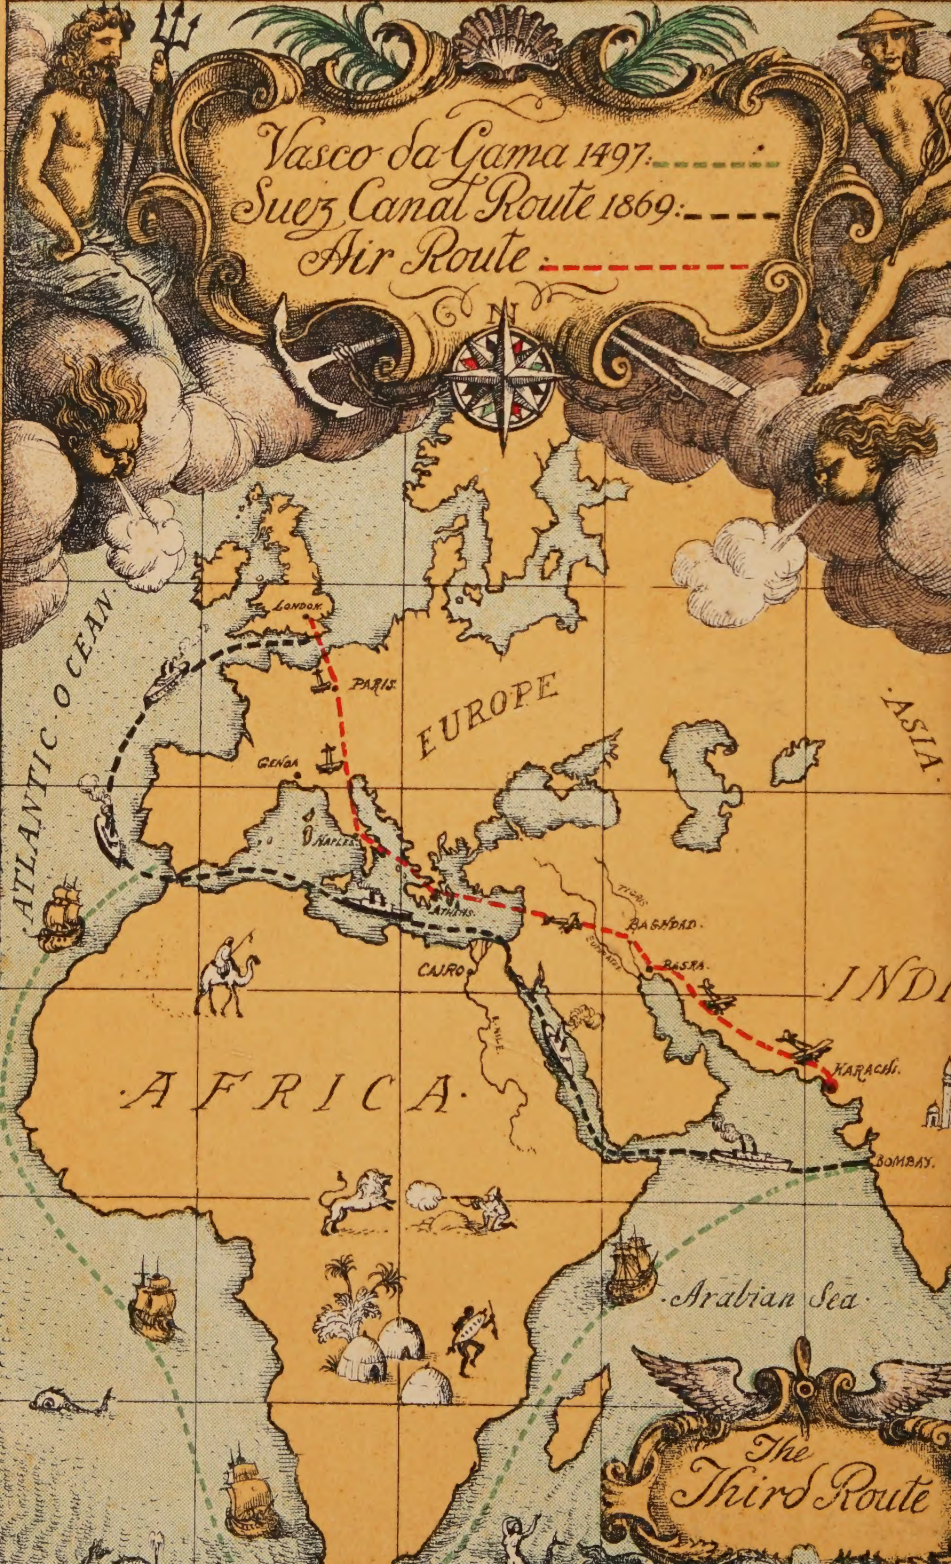 Vasco da Gama 1497:
Suez Canal Route 1869:
Air Route
N
LONDON.
ATLANTIC · OCEAN.
PARIS.
EUROPE
ASIA
GENOA
NAPLES.
ATHENS.
TIGRIS
BAGHDAD.
EUPHRATES
CAIRO
BASRA.
INDI
R. NILE.
KARACHI.
· A F R I C A ·
BOMBAY.
· Arabian Sea ·
The
Third Route